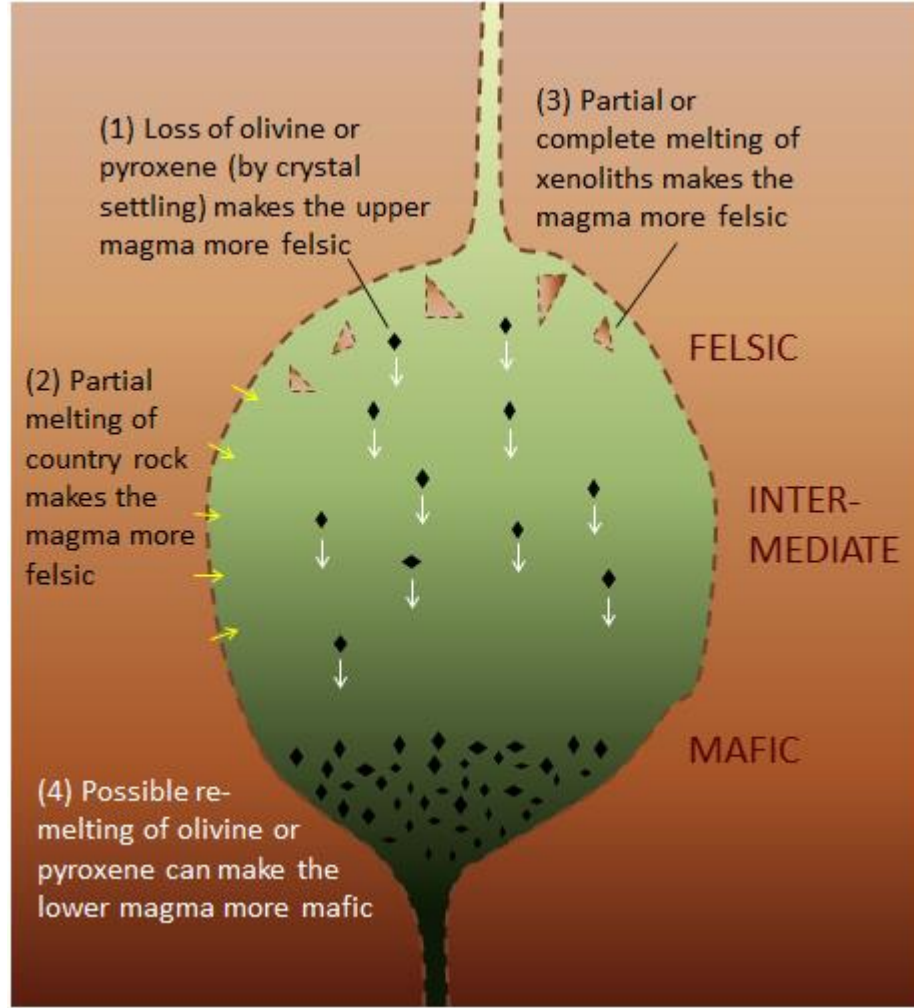 (1) Loss of olivine or
pyroxene (by crystal
settling) makes the upper
magma more felsic
(3) Partial or
complete melting of
xenoliths makes the
magma more felsic
FELSIC
(2) Partial
melting of
country rock
makes the
magma more
felsic
INTER-
MEDIATE
MAFIC
(4) Possible re-
melting of olivine or
pyroxene can make the
lower magma more mafic